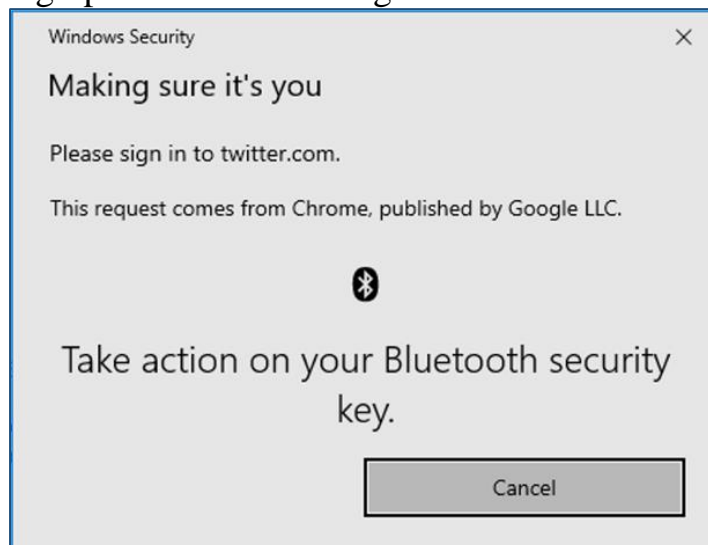 Windows Security
Making sure it's you
Please sign in to twitter.com.
This request comes from Chrome, published by Google LLC.
Take action on your Bluetooth security
key.
Cancel